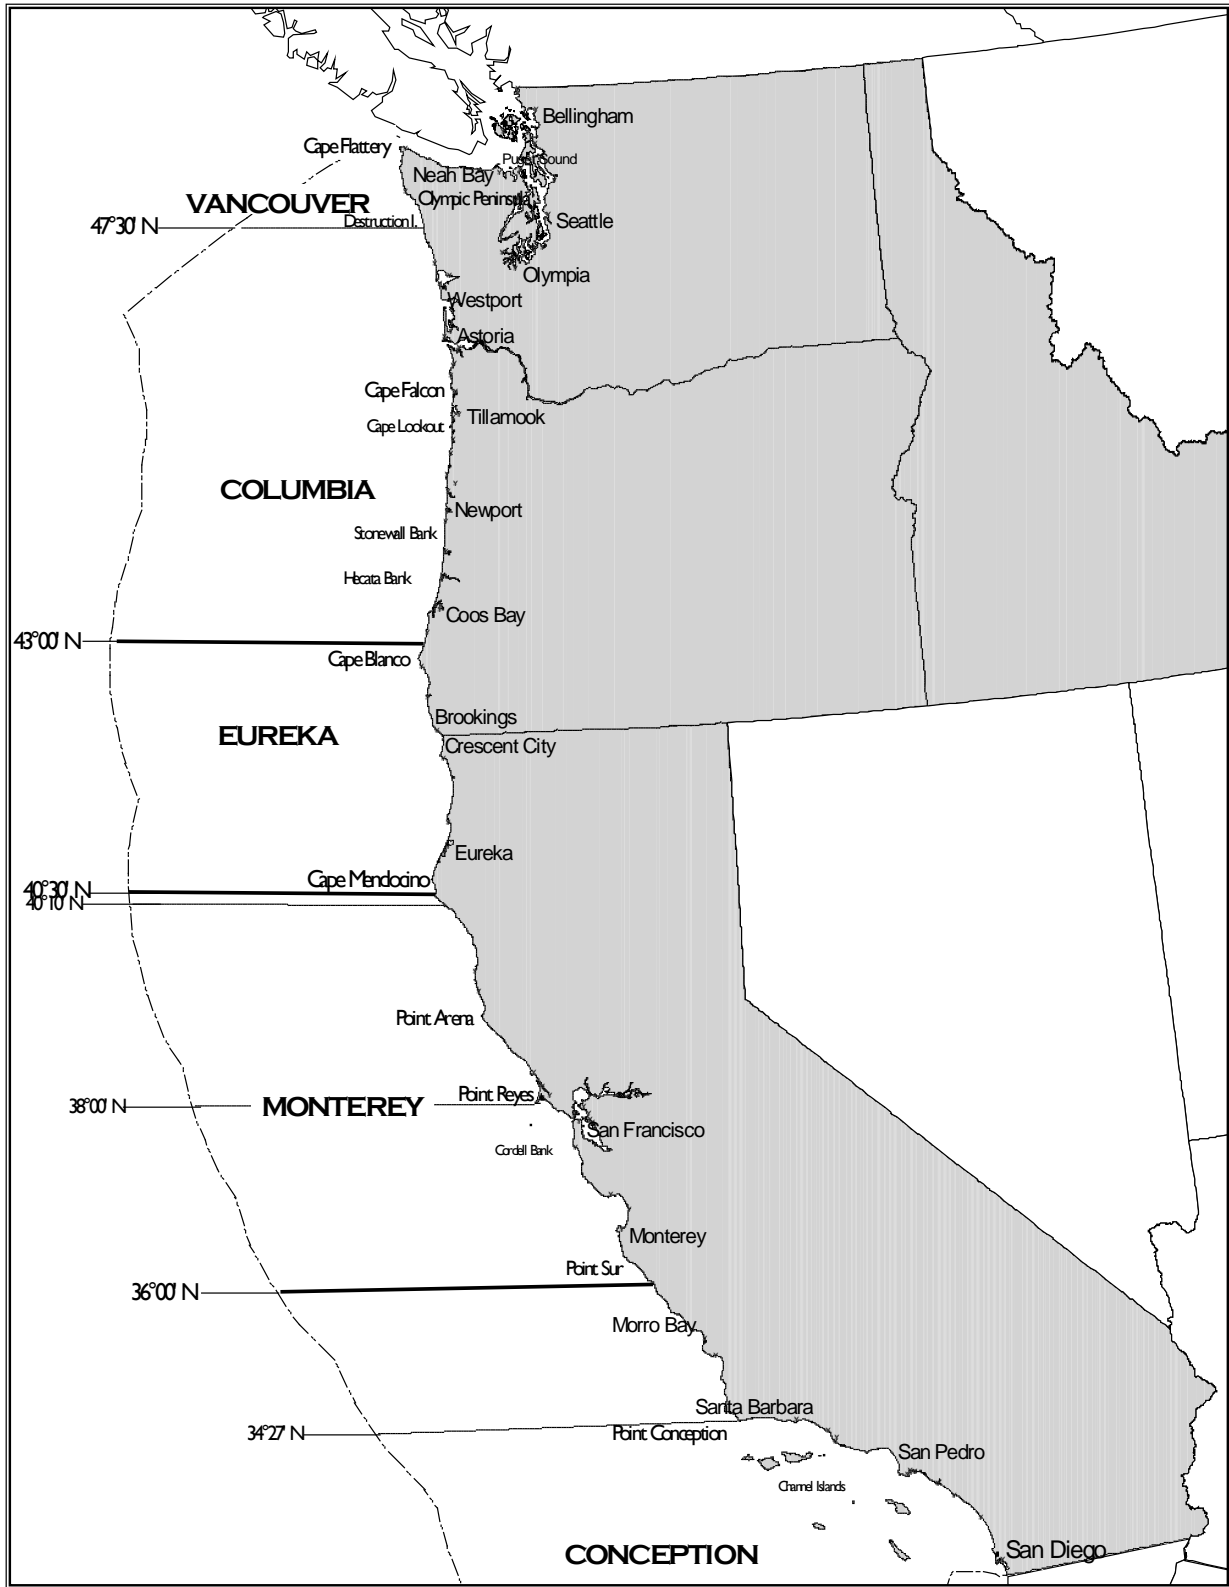 Bellingham
Cape Flattery
Puget Sound
Neah Bay
VANCOUVER
Olympic Peninsula
Destruction I.
Seattle
47°30' N
Olympia
Westport
Astoria
Cape Falcon
Tillamook
Cape Lookout
COLUMBIA
Newport
Stonewall Bank
Hecata Bank
Coos Bay
43°00' N
Cape Blanco
Brookings
EUREKA
Crescent City
Eureka
Cape Mendocino
40°30' N
40°10' N
Point Arena
Point Reyes
38°00' N
MONTEREY
San Francisco
Cordell Bank
Monterey
Point Sur
36°00' N
Morro Bay
Santa Barbara
34°27' N
Point Conception
San Pedro
Channel Islands
CONCEPTION
San Diego